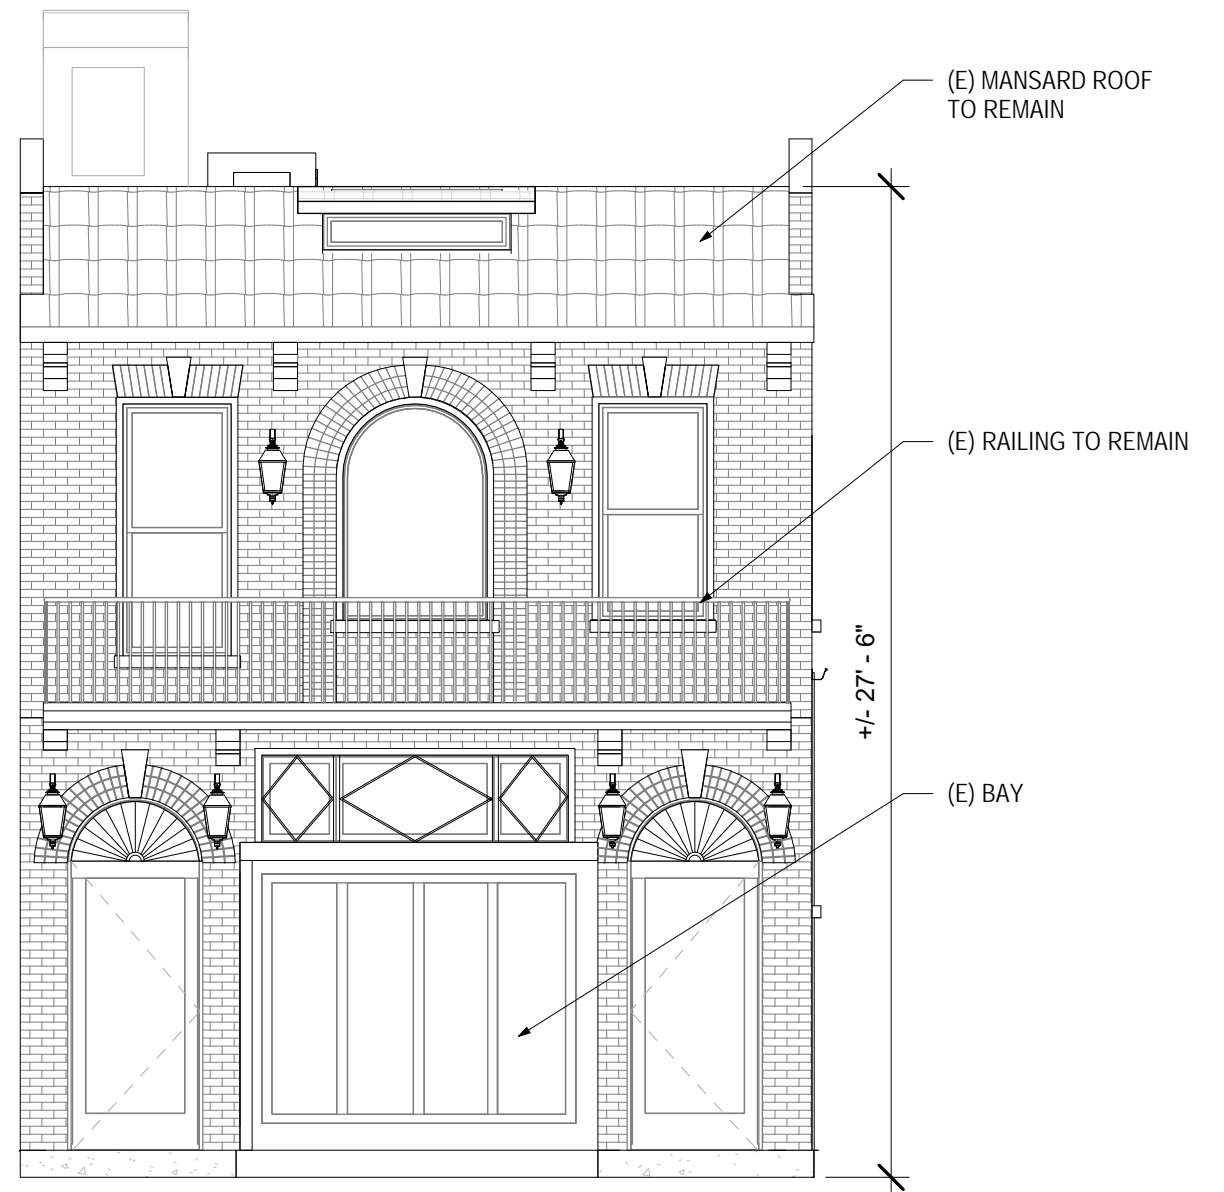 (E) MANSARD ROOF
TO REMAIN
(E) RAILING TO REMAIN
+/- 27' - 6"
(E) BAY